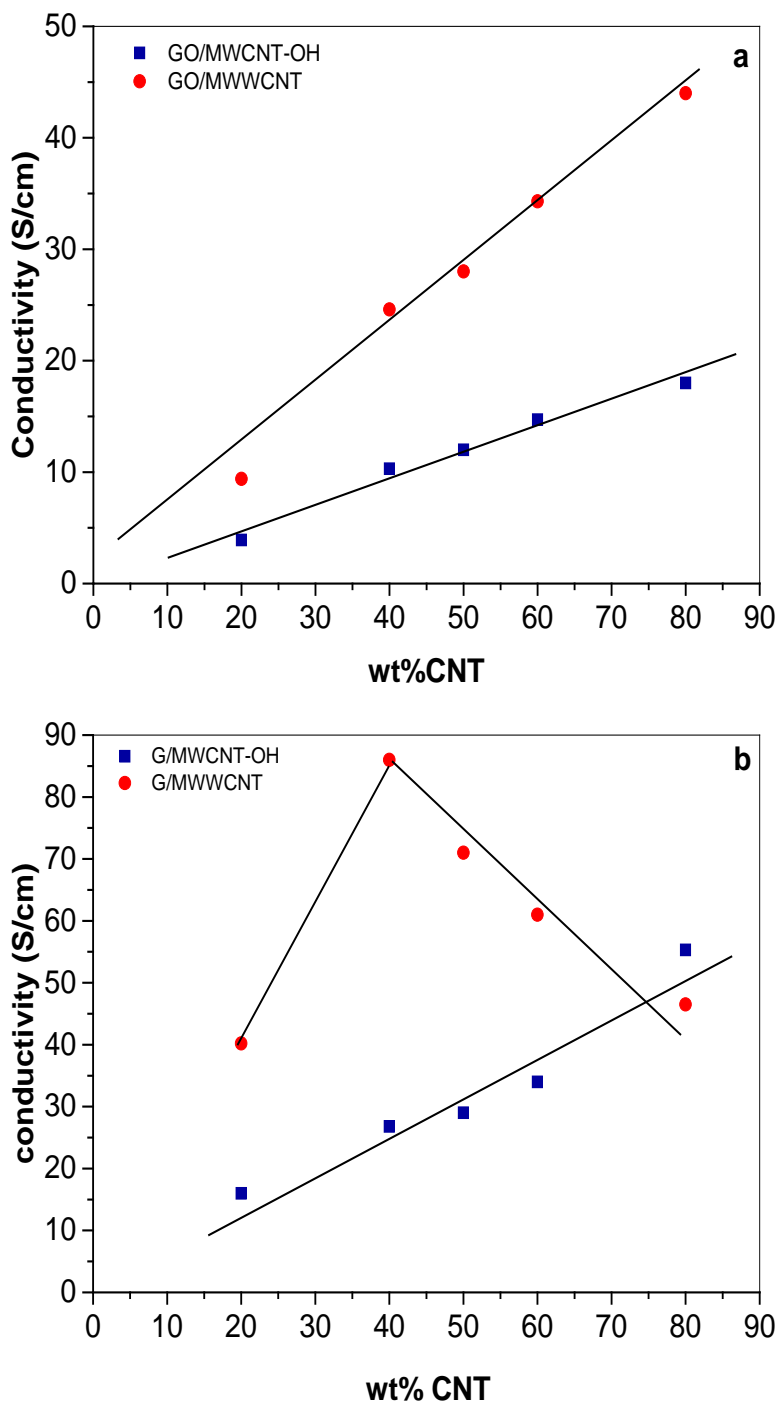 50
40
30
20
10
0
Conductivity (S/cm)
GO/MWCNT-OH
GO/MWWCNT
a
0 10 20 30 40 50 60 70 80 90
wt%CNT
90
80
70
60
50
40
30
20
10
0
conductivity (S/cm)
G/MWCNT-OH
G/MWWCNT
b
0 10 20 30 40 50 60 70 80 90
wt% CNT